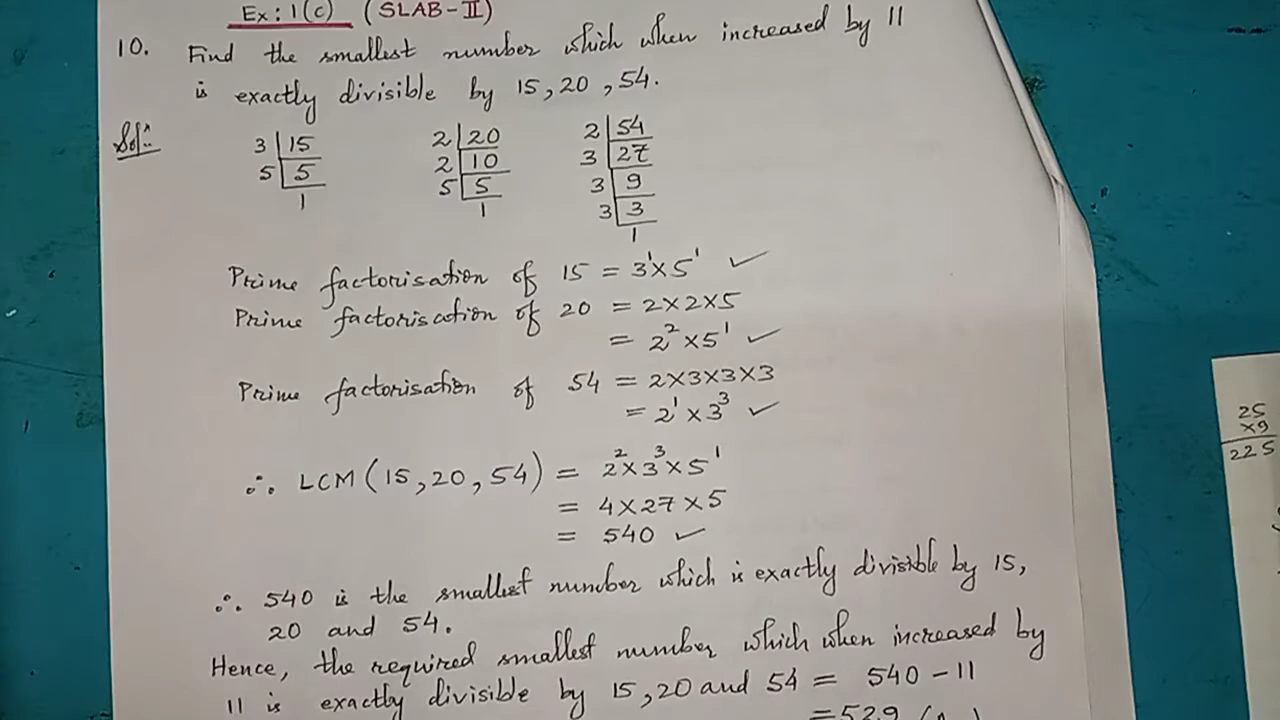 Ex: 1(c) (SLAB-II)
10. Find the smallest number which when increased by 11
is exactly divisible by 15, 20, 54.
Sol^n:
3 | 15
5 | 5
1
2 | 20
2 | 10
5 | 5
1
2 | 54
3 | 27
3 | 9
3 | 3
1
Prime factorisation of 15 = 3¹×5¹ ✓
Prime factorisation of 20 = 2×2×5
= 2²×5¹ ✓
Prime factorisation of 54 = 2×3×3×3
= 2¹×3³ ✓
∴ LCM (15, 20, 54) = 2²×3³×5¹
= 4×27×5
= 540 ✓
∴ 540 is the smallest number which is exactly divisible by 15,
20 and 54.
Hence, the required smallest number which when increased by
11 is exactly divisible by 15, 20 and 54 = 540 - 11
= 529
25
×9
225